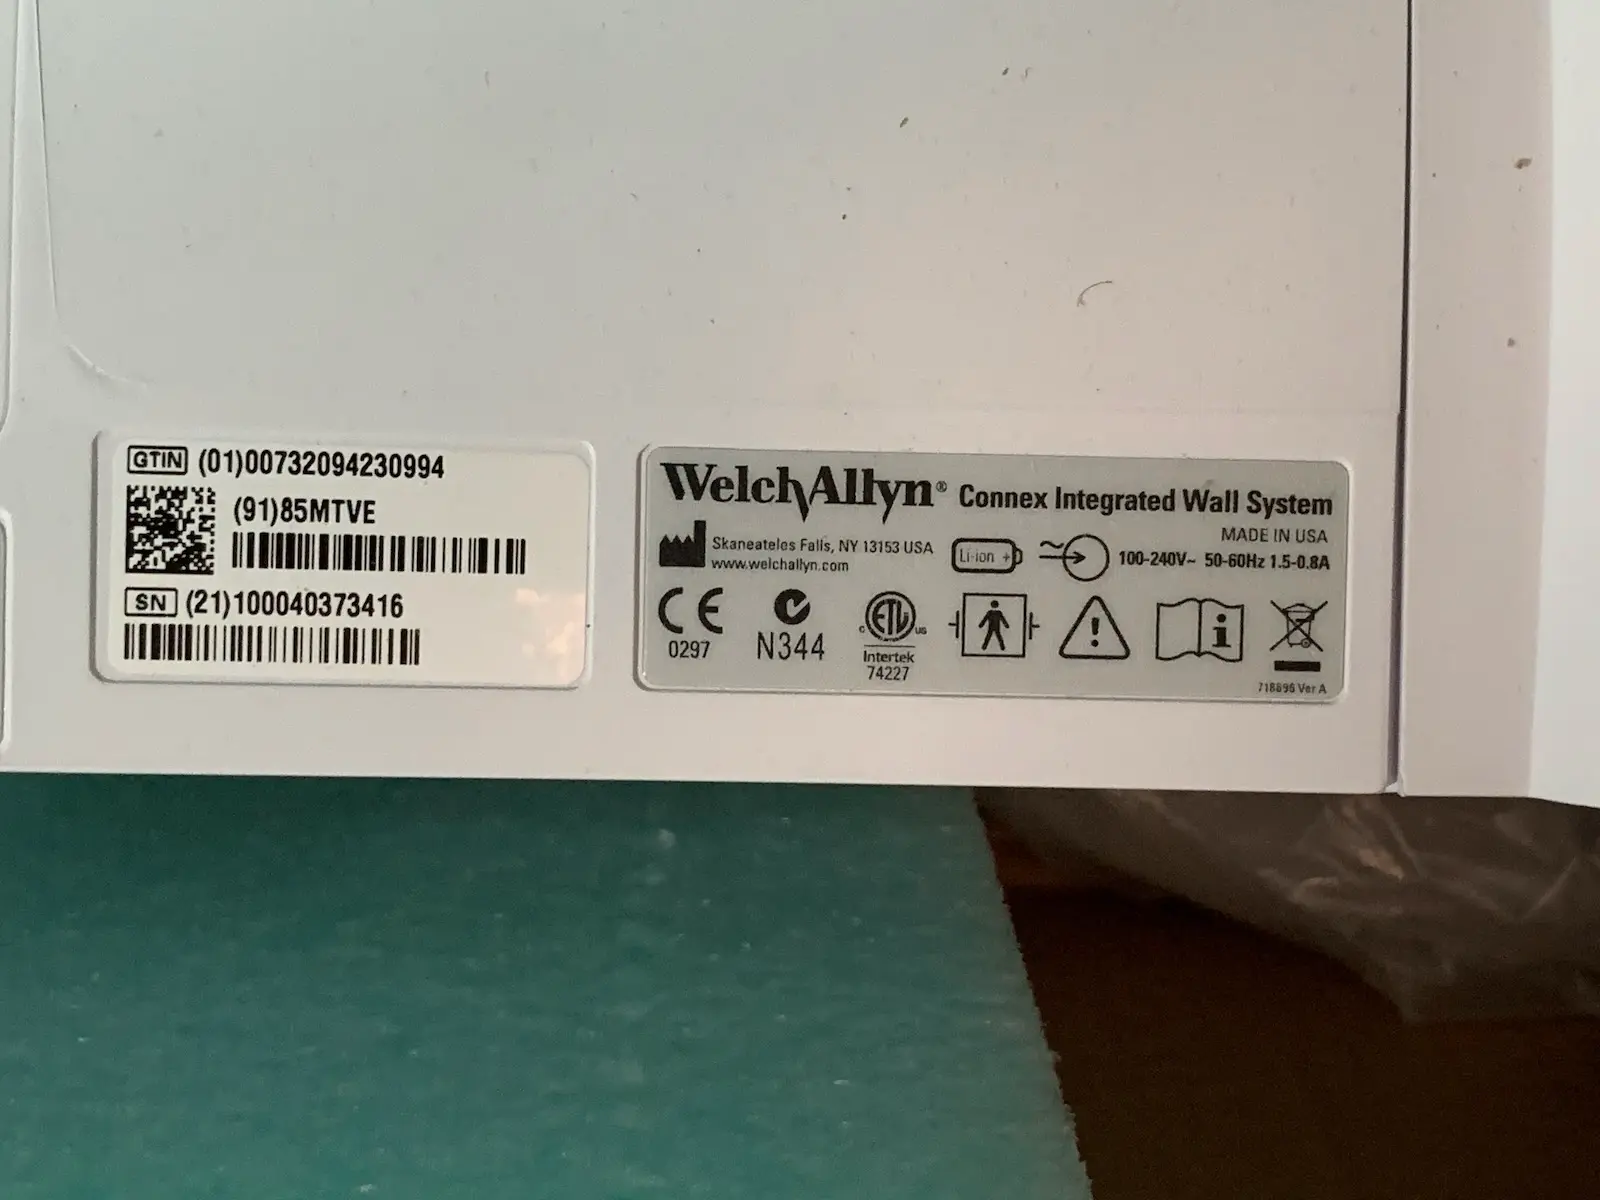 GTIN (01)00732094230994
(91)85MTVE
SN (21)100040373416
WelchAllyn® Connex Integrated Wall System
MADE IN USA
Skaneateles Falls, NY 13153 USA
www.welchallyn.com
Li-ion +
100-240V~ 50-60Hz 1.5-0.8A
CE
0297
N344
c ETL us
Intertek
74227
718896 Ver A